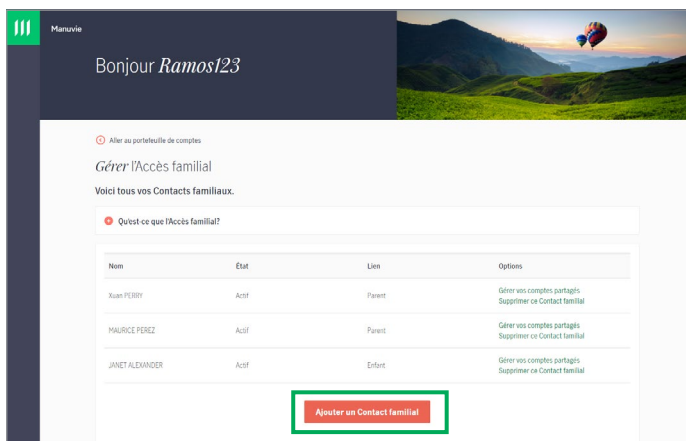 Manuvie
Bonjour Ramos123
Aller au portefeuille de comptes
Gérer l'Accès familial
Voici tous vos Contacts familiaux.
Qu'est-ce que l'Accès familial?
Nom État Lien Options
Xuan PERRY Actif Parent Gérer vos comptes partagés
Supprimer ce Contact familial
MAURICE PEREZ Actif Parent Gérer vos comptes partagés
Supprimer ce Contact familial
JANET ALEXANDER Actif Enfant Gérer vos comptes partagés
Supprimer ce Contact familial
Ajouter un Contact familial